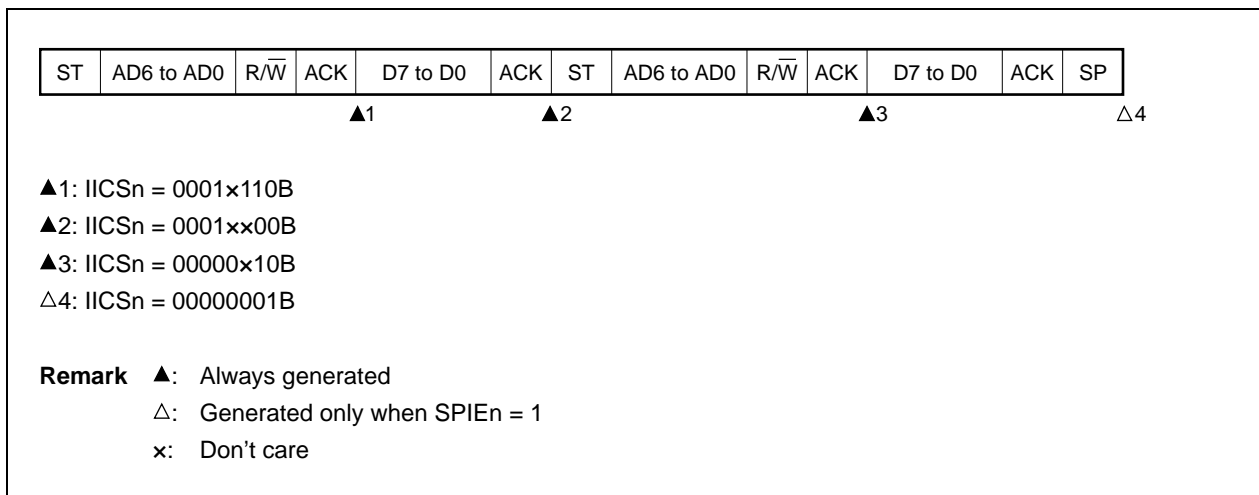 ST AD6 to AD0 R/W̅ ACK D7 to D0 ACK ST AD6 to AD0 R/W̅ ACK D7 to D0 ACK SP
▲1 ▲2 ▲3 △4
▲1: IICSn = 0001×110B
▲2: IICSn = 0001××00B
▲3: IICSn = 00000×10B
△4: IICSn = 00000001B
Remark ▲: Always generated
△: Generated only when SPIEn = 1
×: Don't care